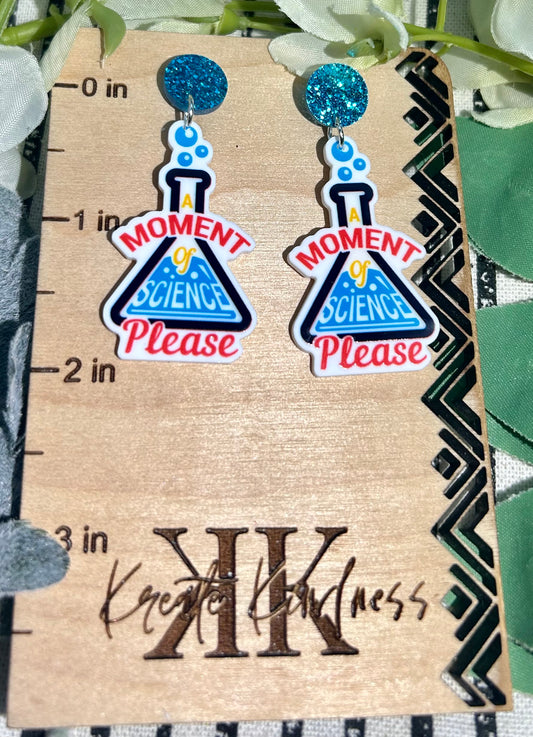 0 in
1 in
2 in
3 in
A
MOMENT
of
SCIENCE
Please
A
MOMENT
of
SCIENCE
Please
KK
Kreate Kindness